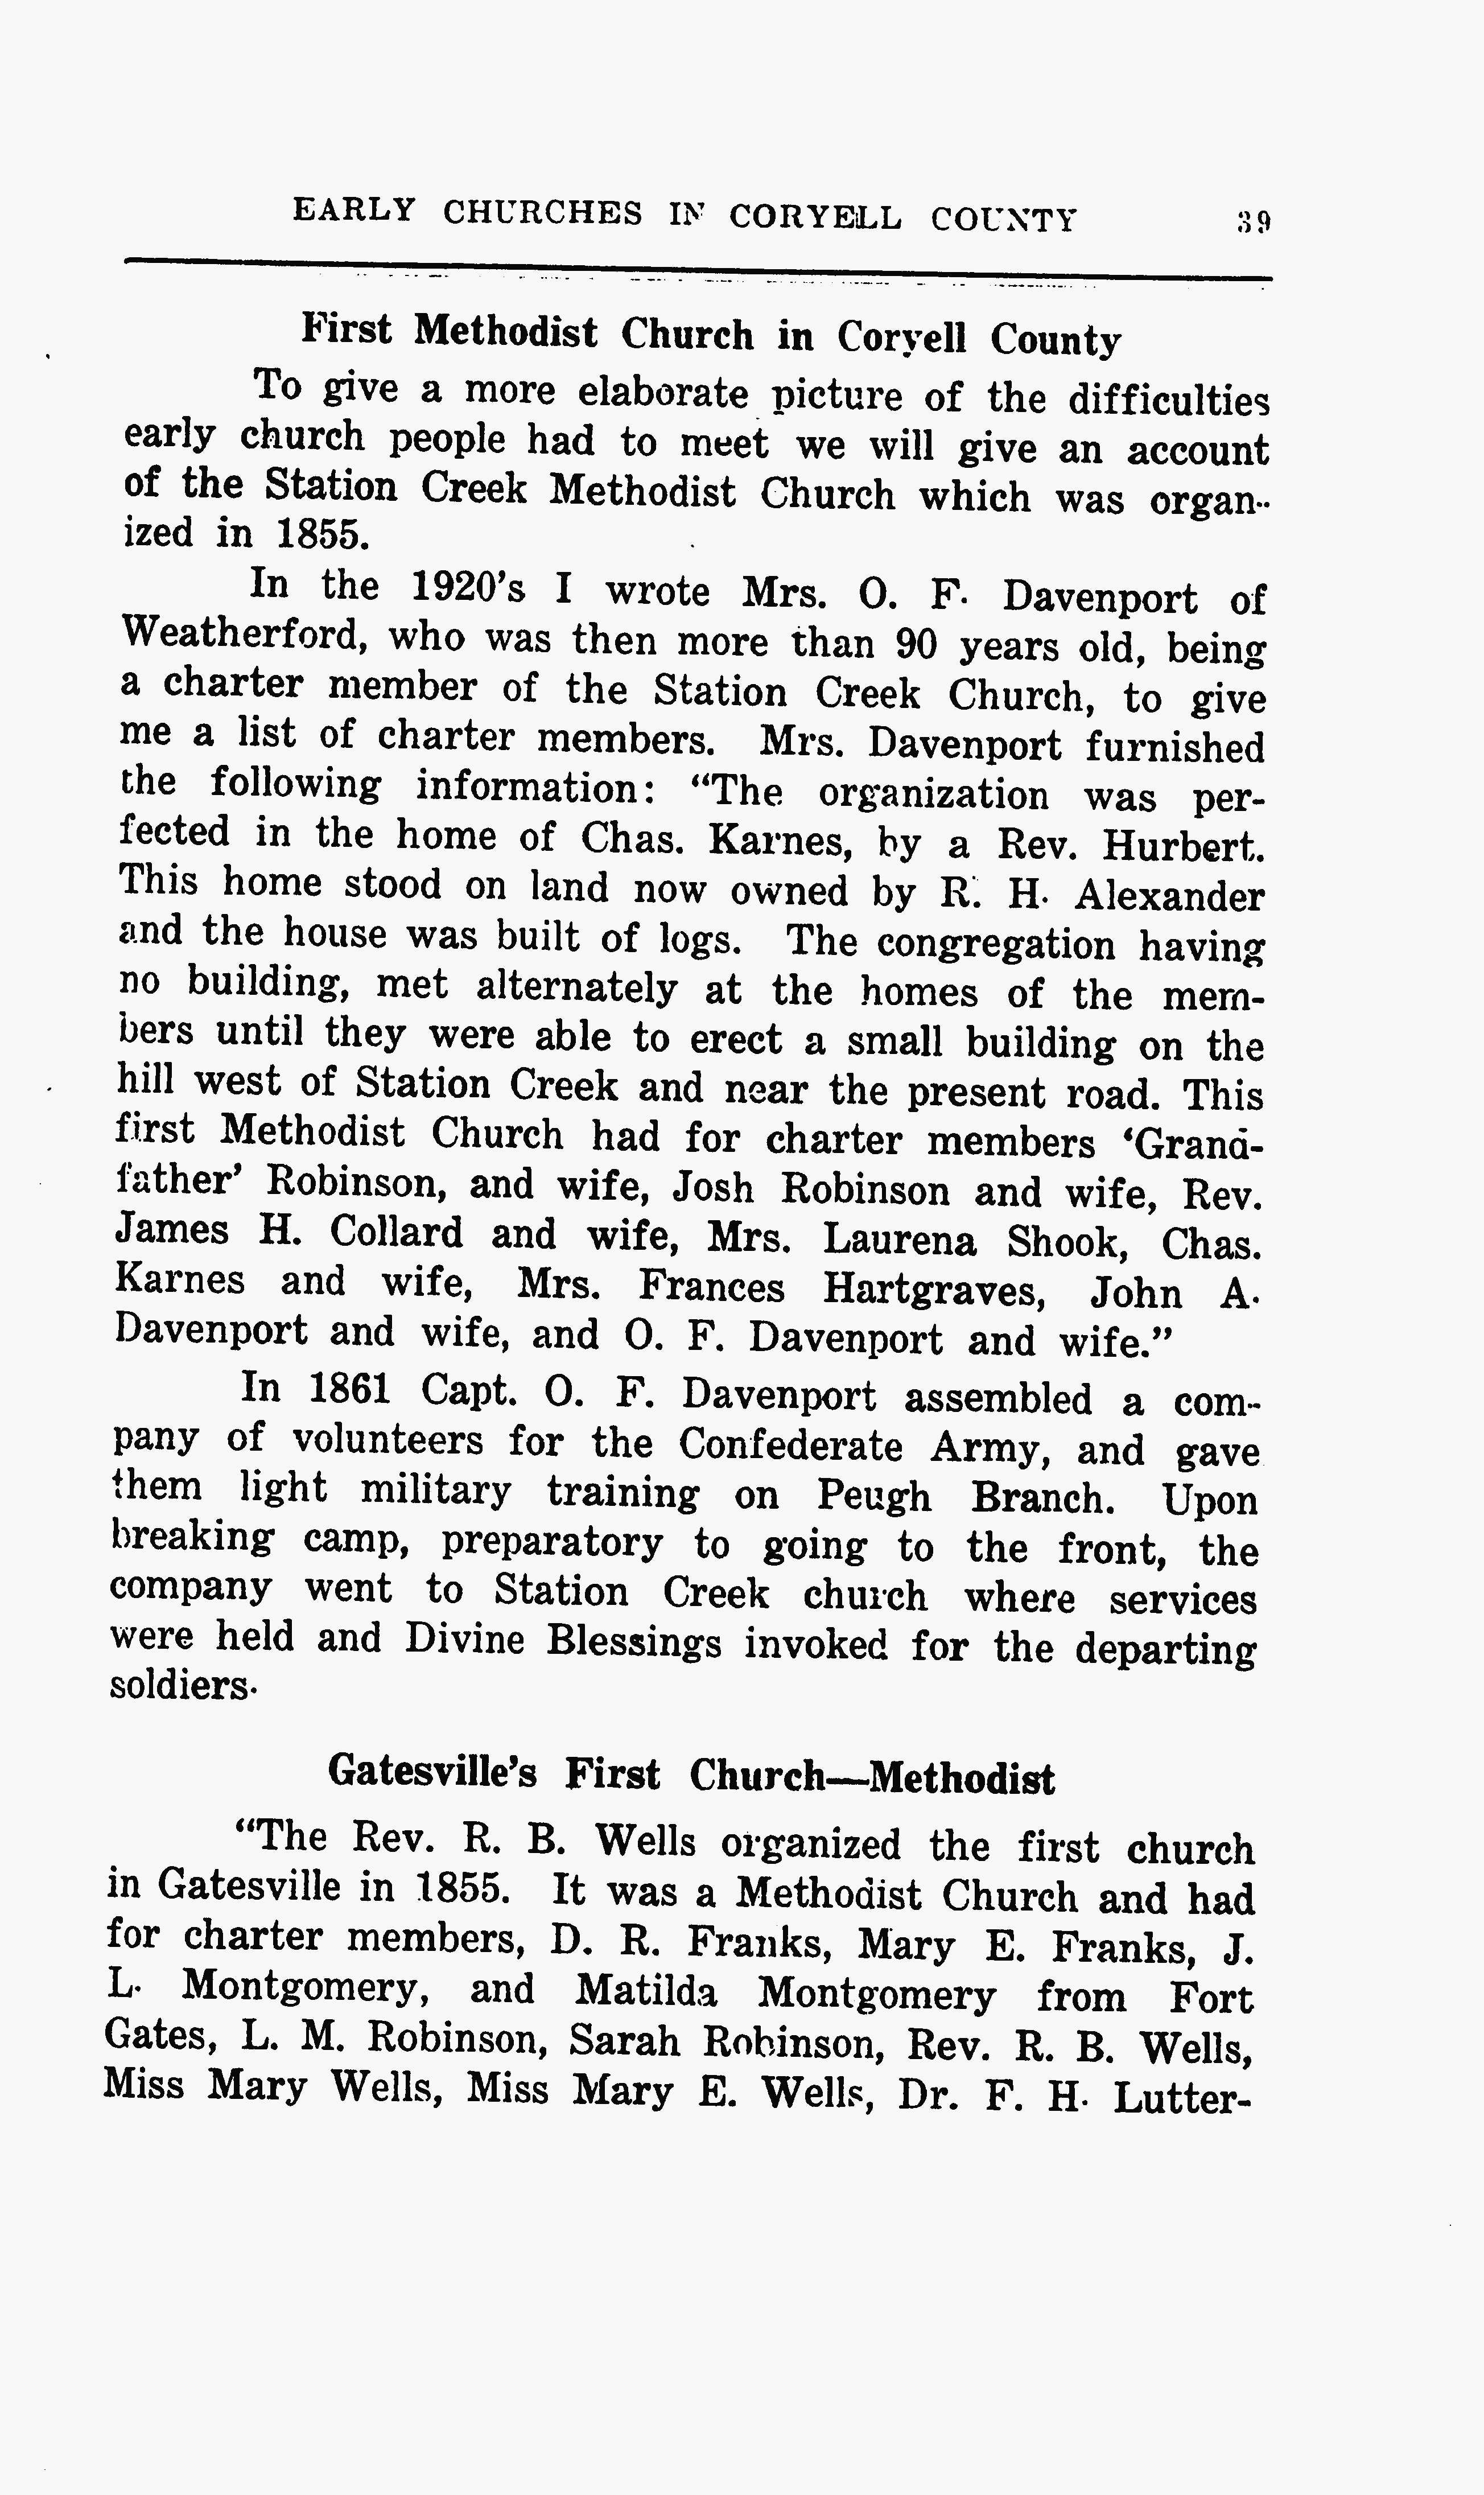 EARLY CHURCHES IN CORYELL COUNTY 39
First Methodist Church in Coryell County
To give a more elaborate picture of the difficulties
early church people had to meet we will give an account
of the Station Creek Methodist Church which was organ-
ized in 1855.
In the 1920's I wrote Mrs. O. F. Davenport of
Weatherford, who was then more than 90 years old, being
a charter member of the Station Creek Church, to give
me a list of charter members. Mrs. Davenport furnished
the following information: "The organization was per-
fected in the home of Chas. Karnes, by a Rev. Hurbert.
This home stood on land now owned by R. H. Alexander
and the house was built of logs. The congregation having
no building, met alternately at the homes of the mem-
bers until they were able to erect a small building on the
hill west of Station Creek and near the present road. This
first Methodist Church had for charter members 'Grand-
father' Robinson, and wife, Josh Robinson and wife, Rev.
James H. Collard and wife, Mrs. Laurena Shook, Chas.
Karnes and wife, Mrs. Frances Hartgraves, John A.
Davenport and wife, and O. F. Davenport and wife."
In 1861 Capt. O. F. Davenport assembled a com-
pany of volunteers for the Confederate Army, and gave
them light military training on Peugh Branch. Upon
breaking camp, preparatory to going to the front, the
company went to Station Creek church where services
were held and Divine Blessings invoked for the departing
soldiers.
Gatesville's First Church—Methodist
"The Rev. R. B. Wells organized the first church
in Gatesville in 1855. It was a Methodist Church and had
for charter members, D. R. Franks, Mary E. Franks, J.
L. Montgomery, and Matilda Montgomery from Fort
Gates, L. M. Robinson, Sarah Robinson, Rev. R. B. Wells,
Miss Mary Wells, Miss Mary E. Wells, Dr. F. H. Lutter-